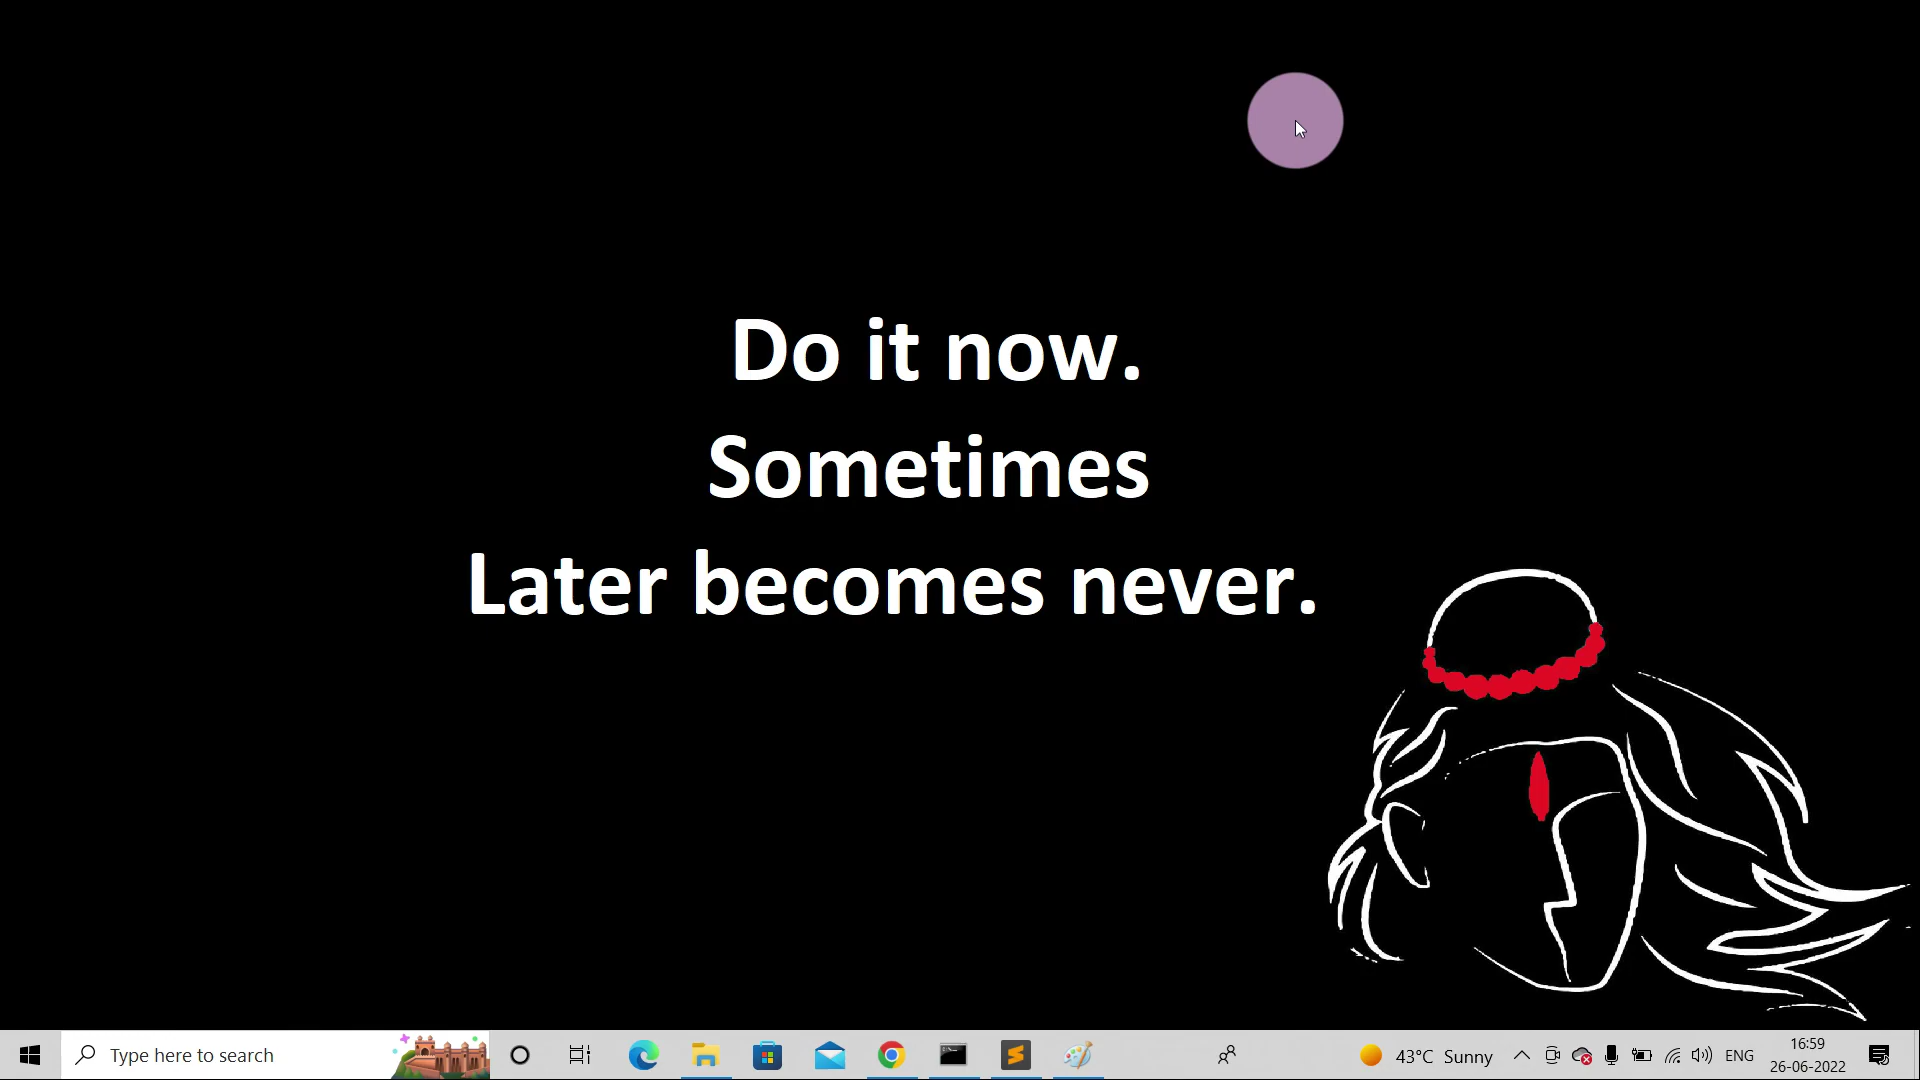 Do it now.
Sometimes
Later becomes never.
Type here to search
43°C Sunny
ENG
16:59
26-06-2022